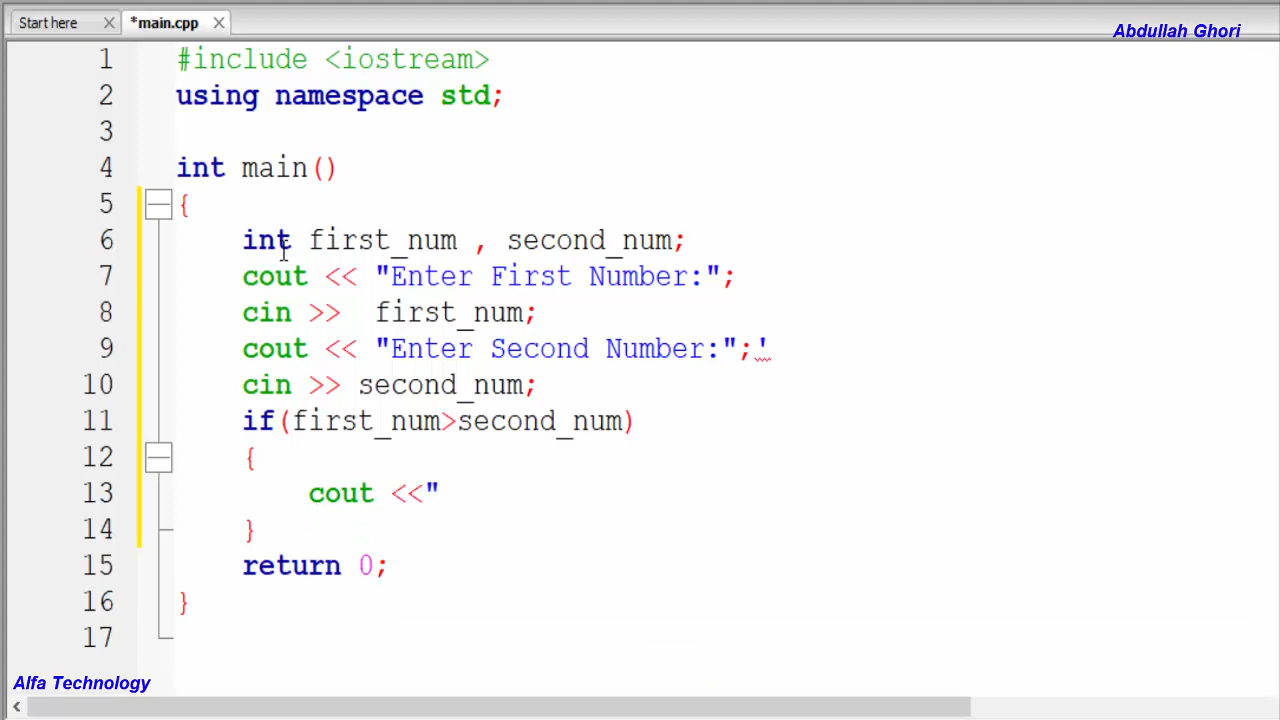 Start here *main.cpp
Abdullah Ghori
1 #include <iostream>
2 using namespace std;
3
4 int main()
5 {
6 int first_num , second_num;
7 cout << "Enter First Number:";
8 cin >>  first_num;
9 cout << "Enter Second Number:";'
10 cin >> second_num;
11 if(first_num>second_num)
12 {
13 cout <<"
14 }
15 return 0;
16 }
17
Alfa Technology